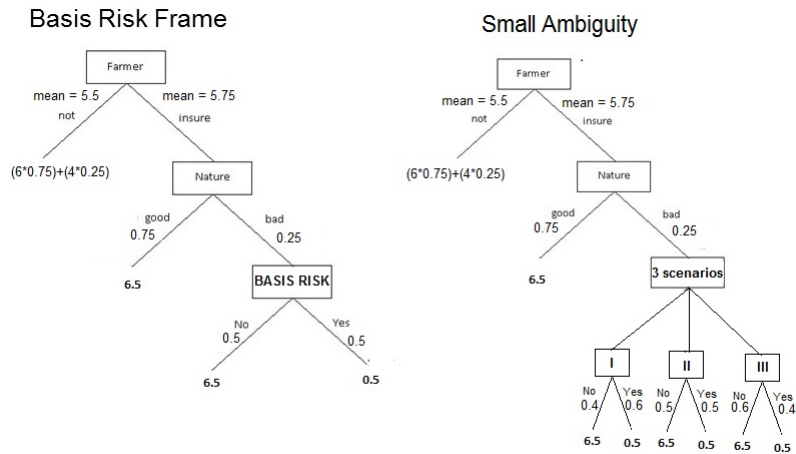 Basis Risk Frame
Farmer
mean = 5.5
mean = 5.75
not
insure
(6*0.75)+(4*0.25)
Nature
good
bad
0.75
0.25
6.5
BASIS RISK
No
Yes
0.5
0.5
6.5
0.5
Small Ambiguity
Farmer
mean = 5.5
mean = 5.75
not
insure
(6*0.75)+(4*0.25)
Nature
good
bad
0.75
0.25
6.5
3 scenarios
I
II
III
No
Yes
No
Yes
No
Yes
0.4
0.6
0.5
0.5
0.6
0.4
6.5
0.5
6.5
0.5
6.5
0.5